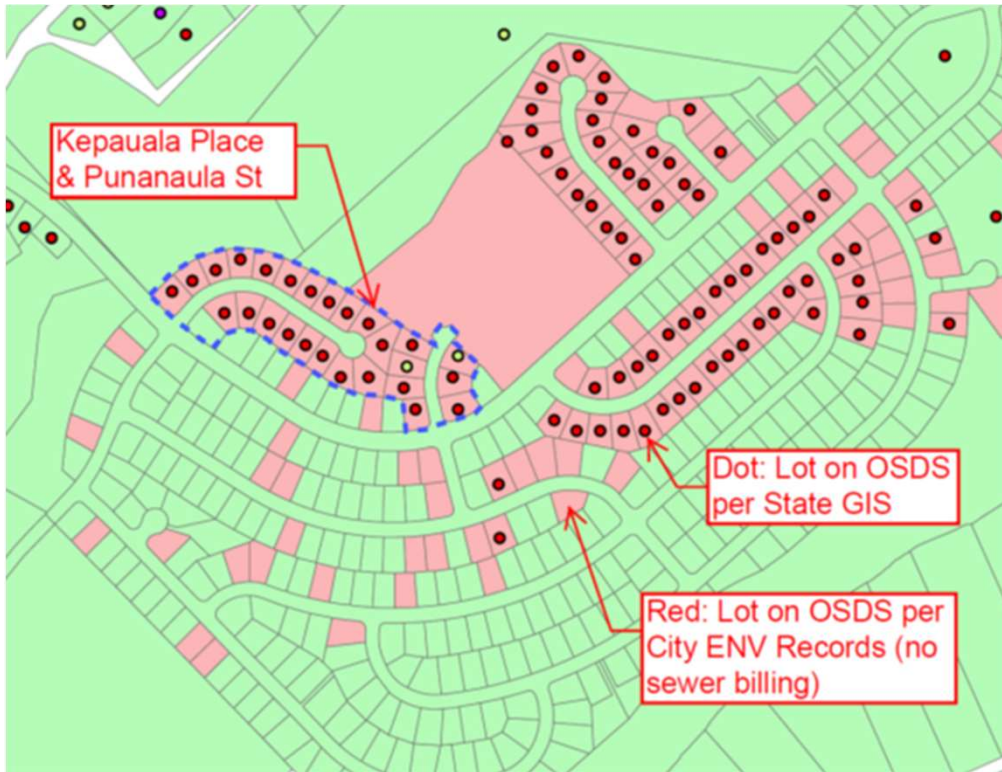 Kepauala Place
& Punanaula St
Dot: Lot on OSDS
per State GIS
Red: Lot on OSDS per
City ENV Records (no
sewer billing)